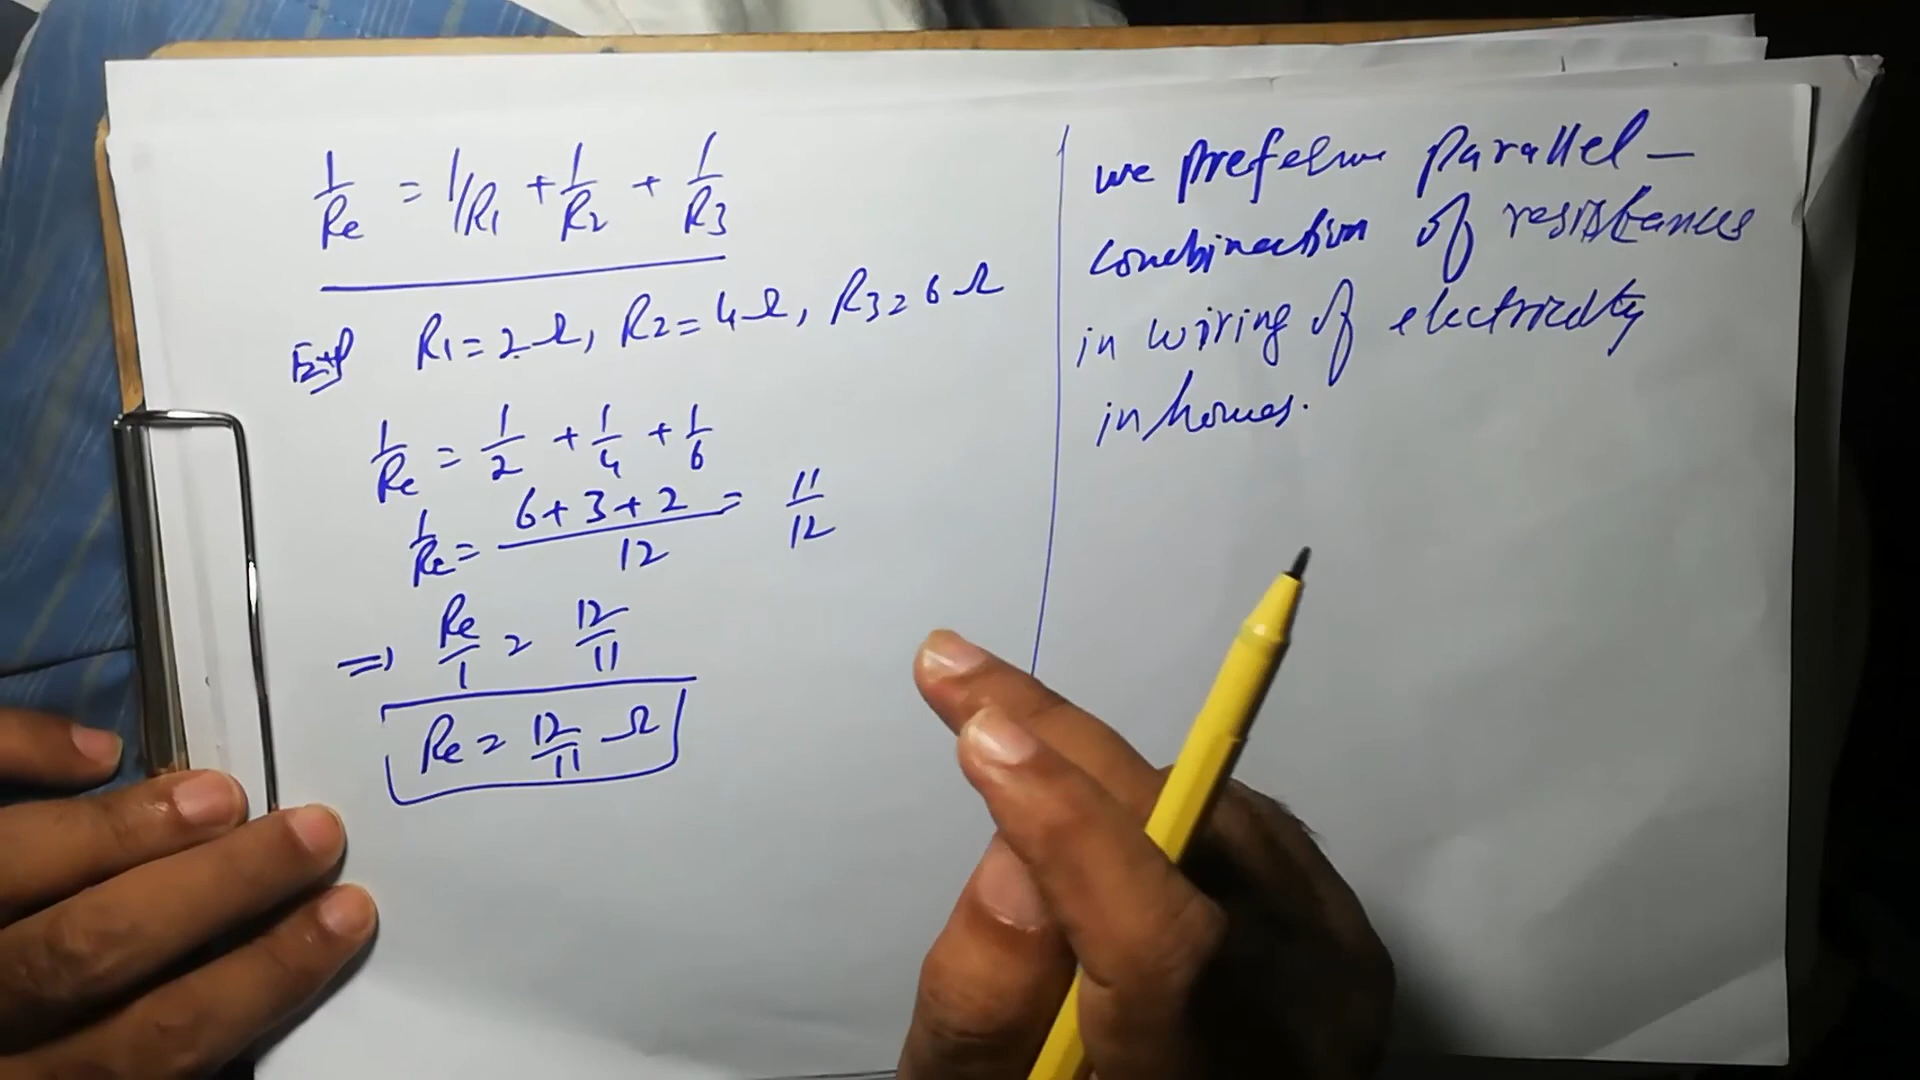 1/Re = 1/R1 + 1/R2 + 1/R3
R1 = 2Ω, R2 = 4Ω, R3 = 6Ω
1/Re = 1/2 + 1/4 + 1/6
1/Re = 6+3+2/12 = 11/12
⇒ Re/1 = 12/11
Re = 12/11 Ω
we parallel -
combination of resistances
in wiring of electricity
in homes.